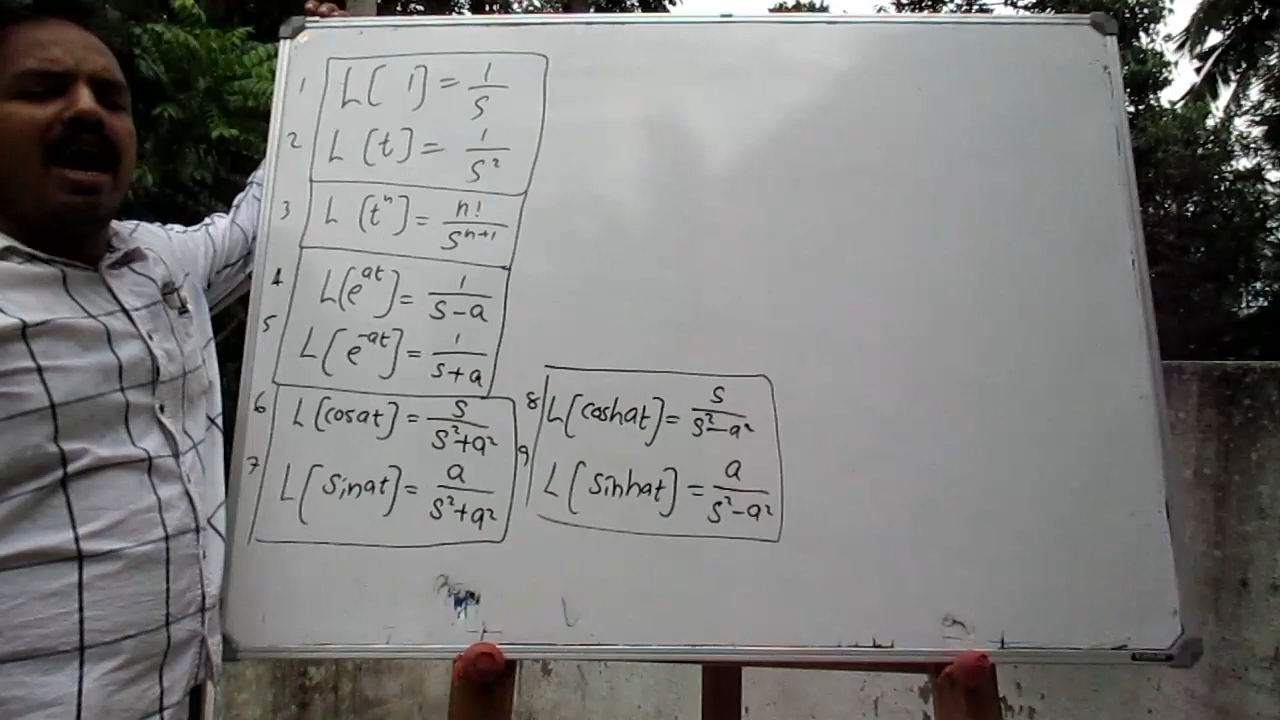 1 L[1] = 1/s
2 L[t] = 1/s²
3 L[tⁿ] = n!/sⁿ⁺¹
4 L[e^at] = 1/(s-a)
5 L[e^-at] = 1/(s+a)
6 L[cosat] = s/(s²+a²)
7 L[sinat] = a/(s²+a²)
8 L[coshat] = s/(s²-a²)
9 L[sinhat] = a/(s²-a²)